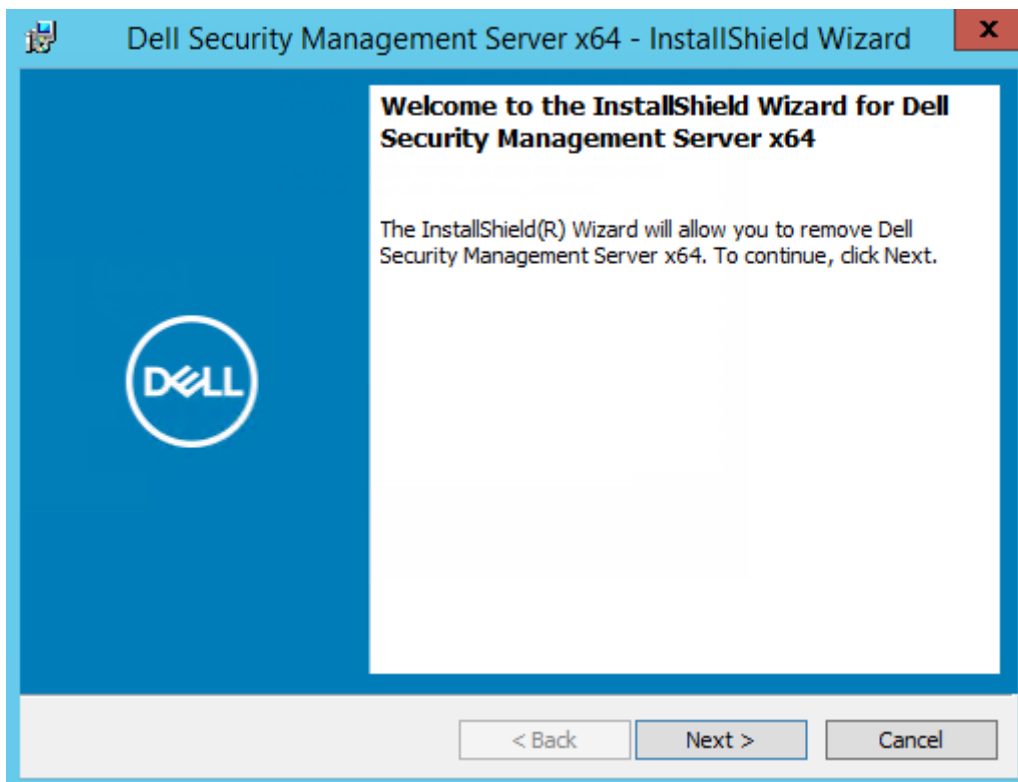 Dell Security Management Server x64 - InstallShield Wizard
x
Welcome to the InstallShield Wizard for Dell
Security Management Server x64
The InstallShield(R) Wizard will allow you to remove Dell
Security Management Server x64. To continue, click Next.
DELL
< Back
Next >
Cancel